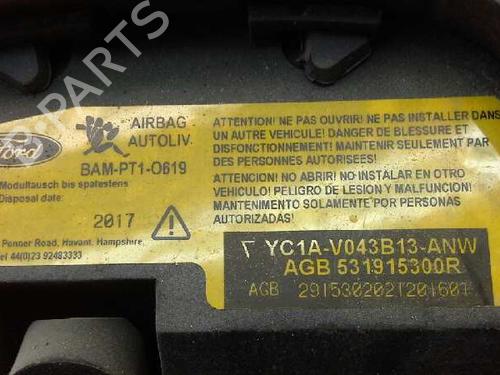 PARTS
Ford
AIRBAG
AUTOLIV.
BAM-PT1-0619
Modultausch bis spätestens
Disposal date:
2017
Penner Road, Havant, Hampshire,
Tel 44(0)23 92483333
ATTENTION! NE PAS OUVRIR! NE PAS INSTALLER DANS
UN AUTRE VEHICULE! DANGER DE BLESSURE ET
DISFONCTIONNEMENT! MAINTENIR SEULEMENT PAR
DES PERSONNES AUTORISEES!
ATTENCION! NO ABRIR! NO INSTALAR EN OTRO
VEHICULO! PELIGRO DE LESION Y MALFUNCION!
MANTENIMENTO SOLAMENTE POR PERSONAS
AUTORIZADAS!
YC1A-V043B13-ANW
AGB 531915300R
AGB